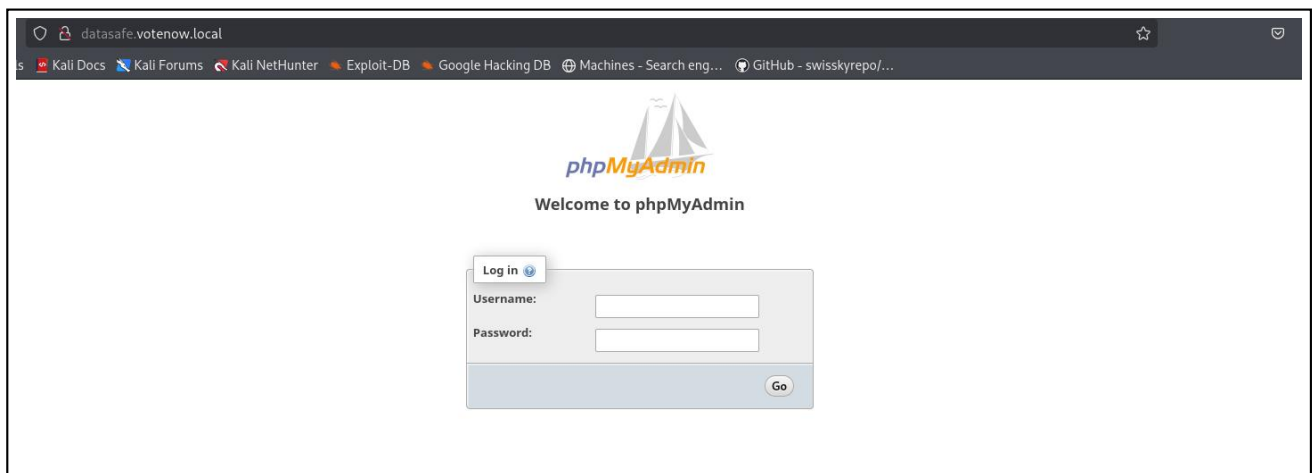 datasafe.votenow.local
ls Kali Docs Kali Forums Kali NetHunter Exploit-DB Google Hacking DB Machines - Search eng... GitHub - swisskyrepo/...
phpMyAdmin
Welcome to phpMyAdmin
Log in
Username:
Password:
Go